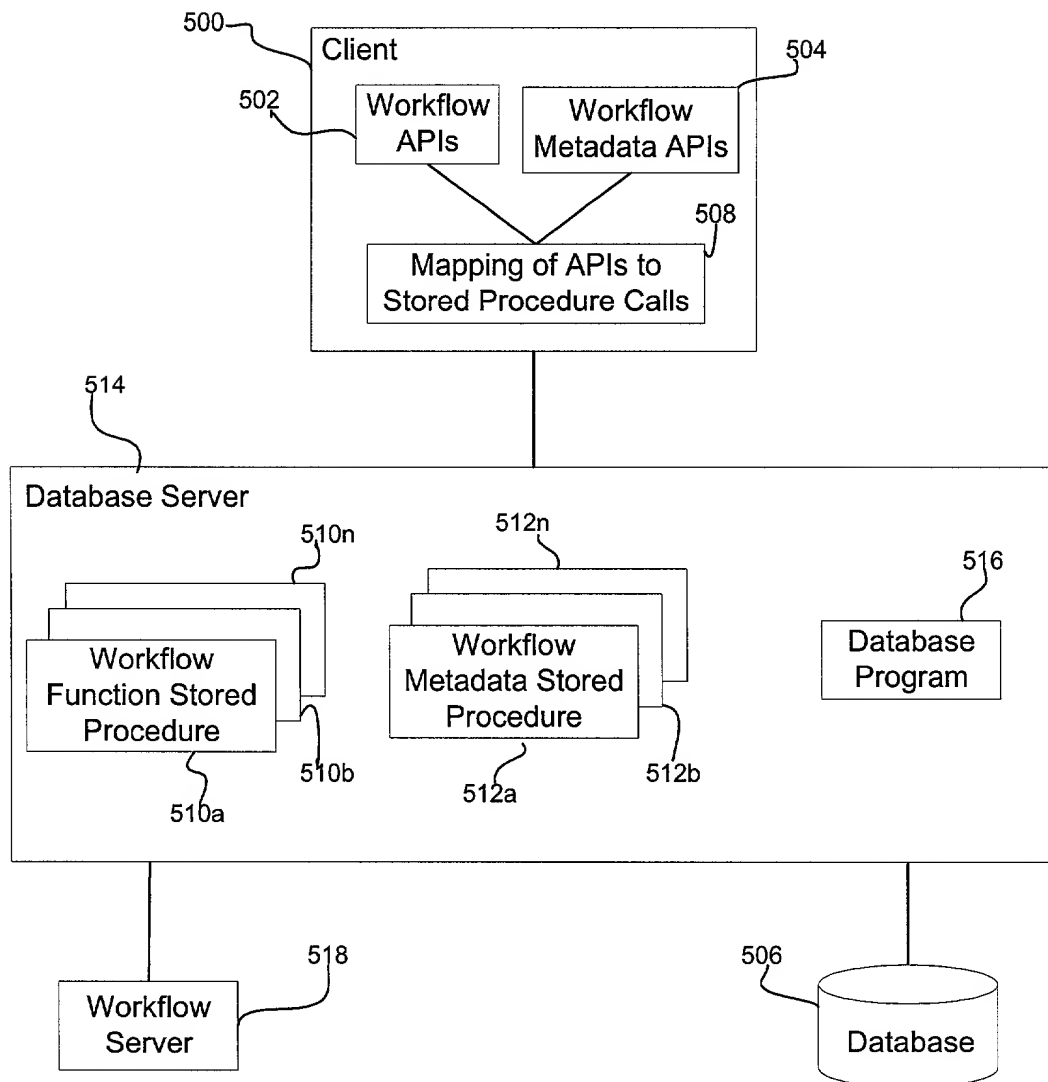 500
Client
504
502
Workflow
APIs
Workflow
Metadata APIs
508
Mapping of APIs to
Stored Procedure Calls
514
Database Server
510n
512n
516
Workflow
Function Stored
Procedure
Workflow
Metadata Stored
Procedure
Database
Program
510b
512b
510a
512a
518
506
Workflow
Server
Database